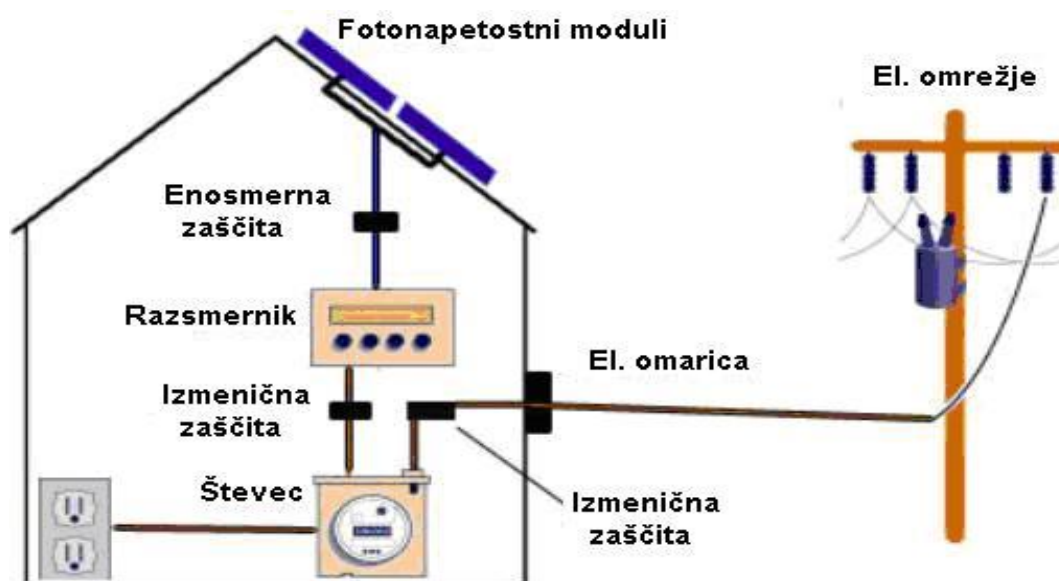 Fotonapetostni moduli
El. omrežje
Enosmerna
zaščita
Razsmernik
El. omarica
Izmenična
zaščita
Števec
Izmenična
zaščita